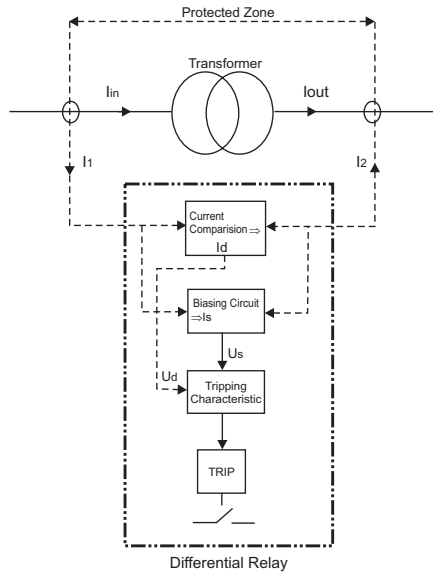 Protected Zone
Transformer
Iin
Iout
I1
I2
Current
Comparision ⇒
Id
Biasing Circuit
⇒Is
Us
Ud
Tripping
Characteristic
TRIP
Differential Relay